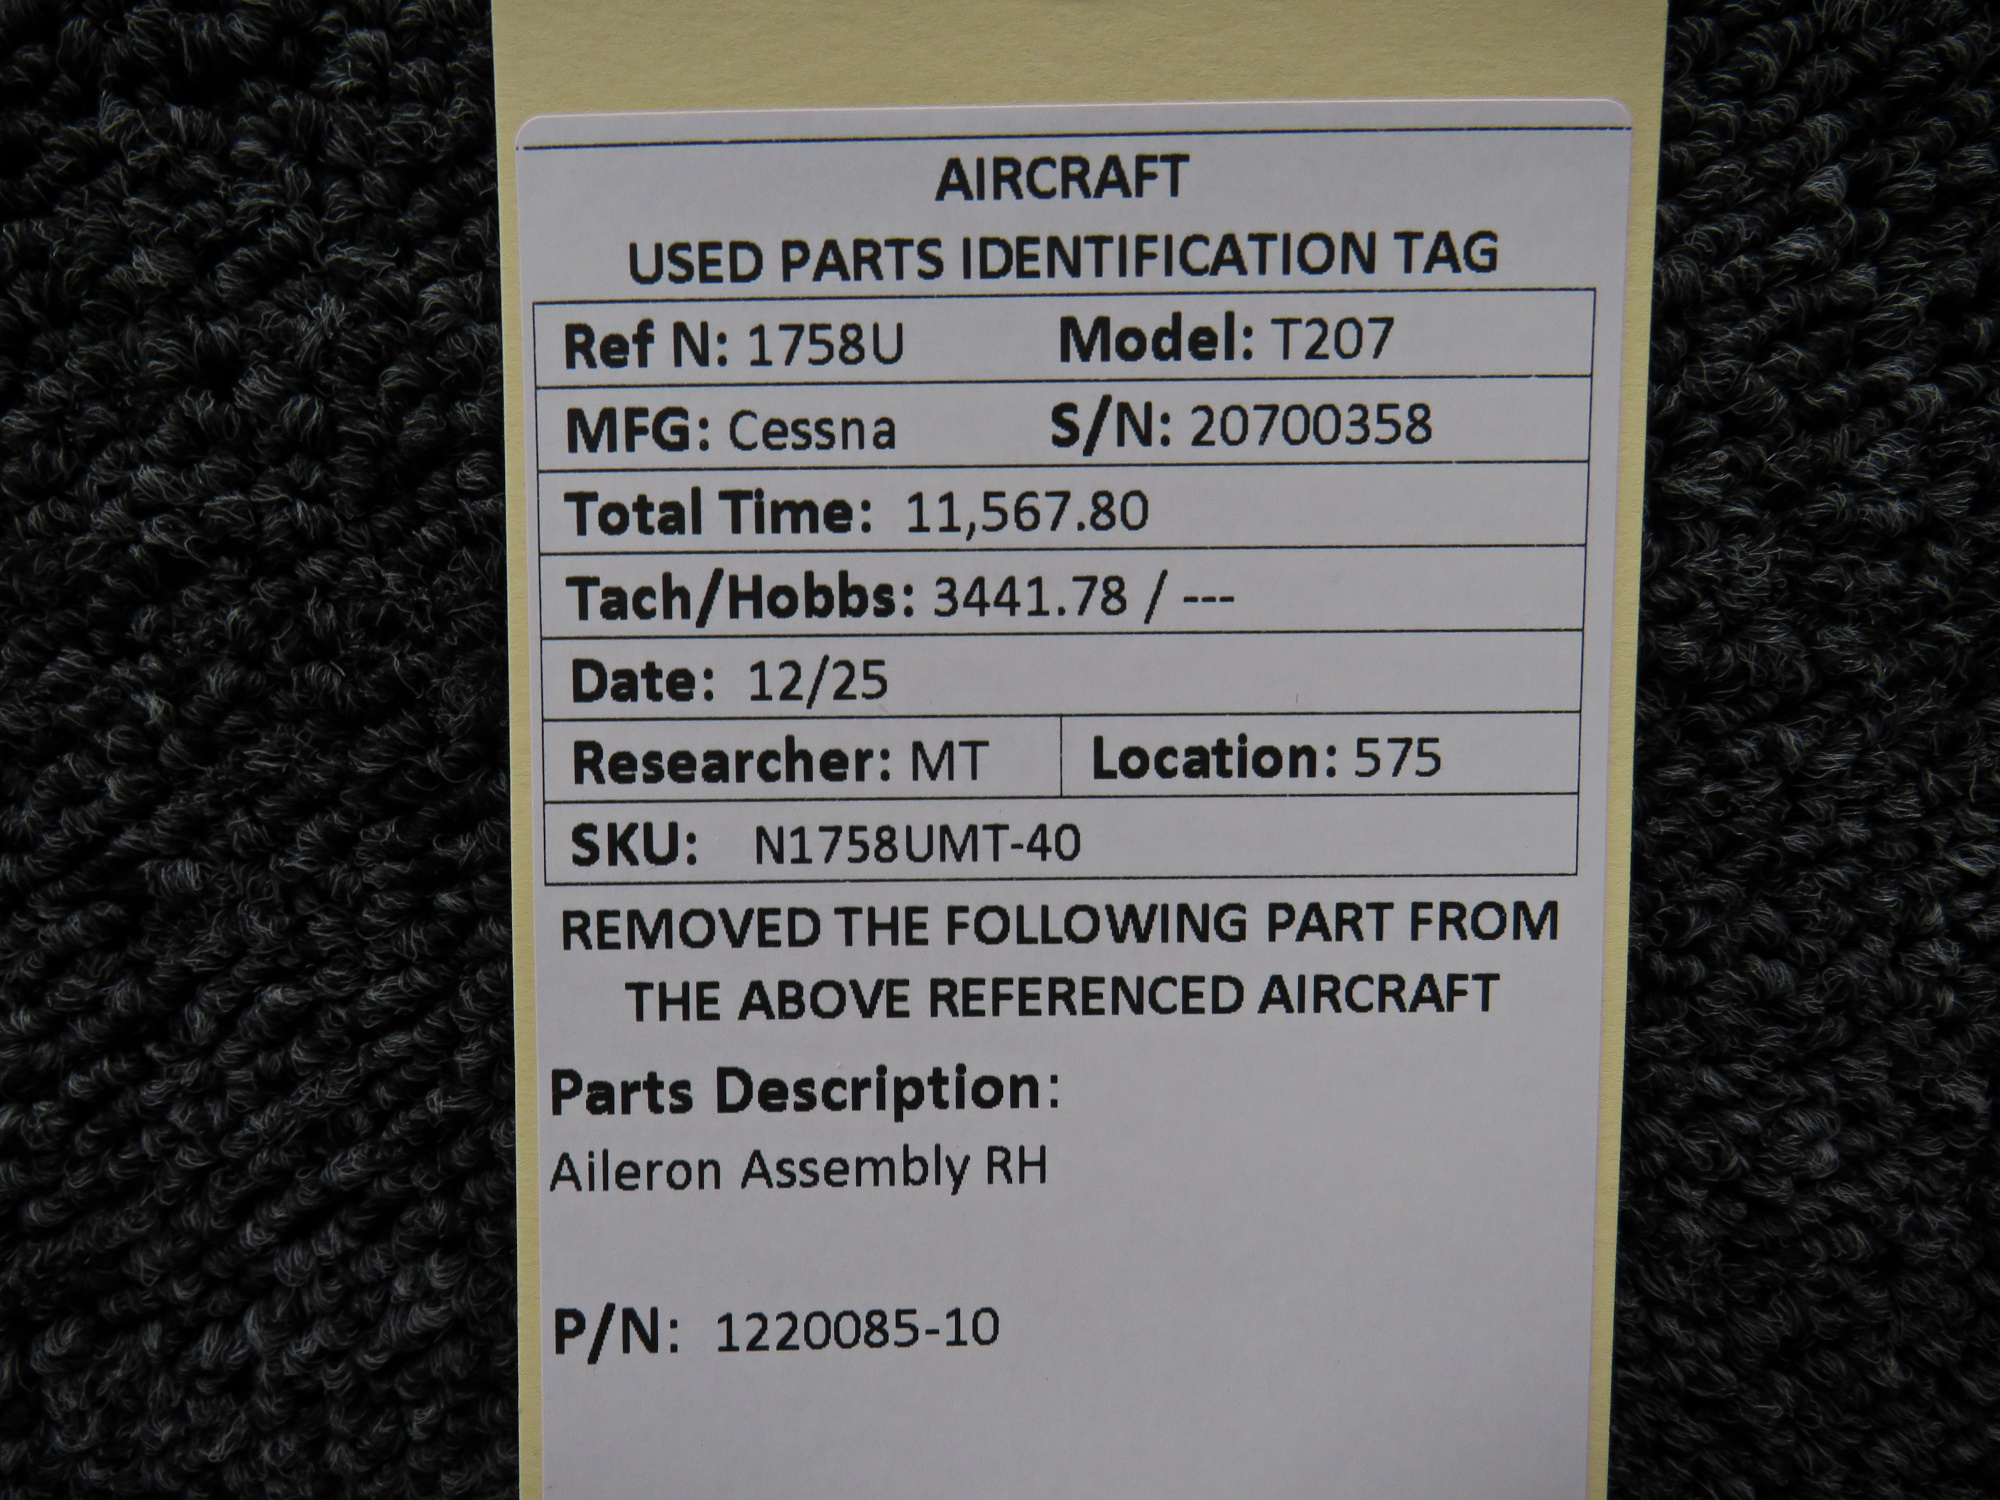 AIRCRAFT
USED PARTS IDENTIFICATION TAG
Ref N: 1758U Model: T207
MFG: Cessna S/N: 20700358
Total Time: 11,567.80
Tach/Hobbs: 3441.78 / ---
Date: 12/25
Researcher: MT Location: 575
SKU: N1758UMT-40
REMOVED THE FOLLOWING PART FROM
THE ABOVE REFERENCED AIRCRAFT
Parts Description:
Aileron Assembly RH
P/N: 1220085-10